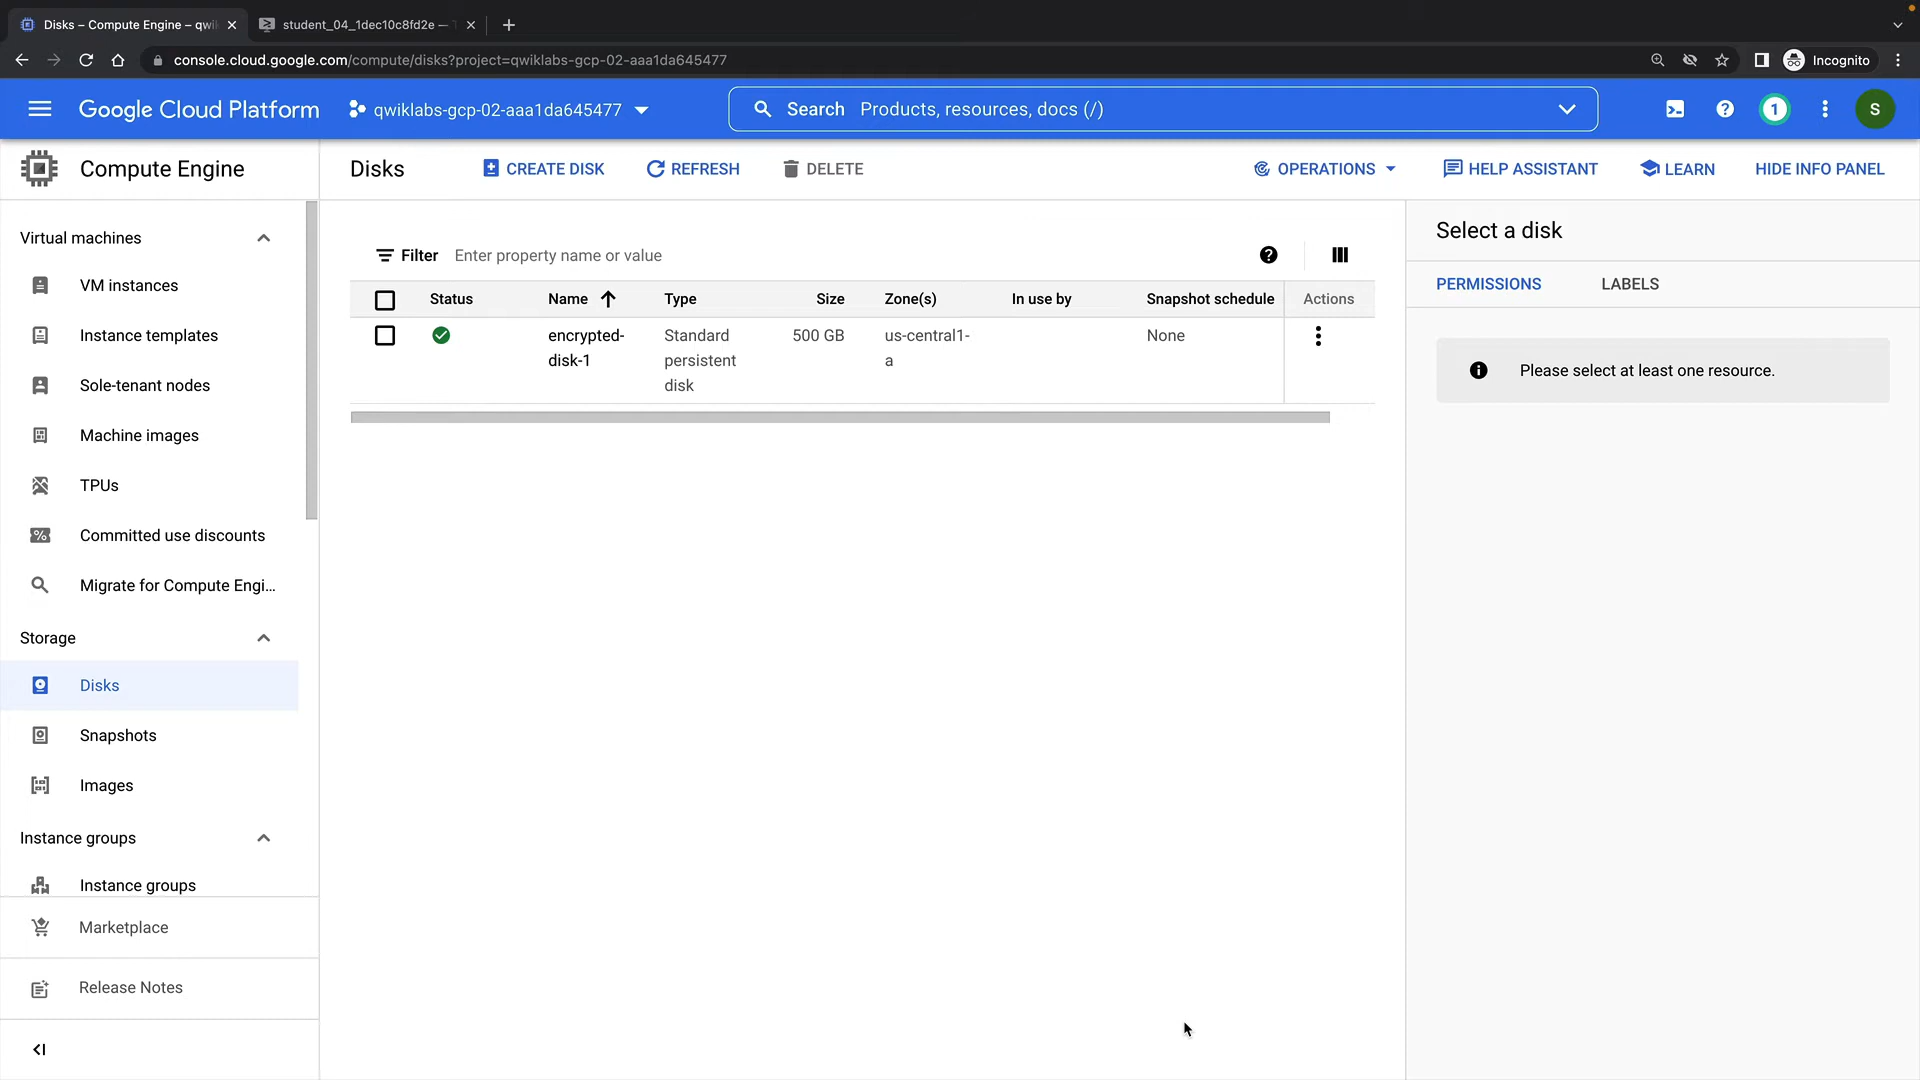 Disks – Compute Engine – qwi
student_04_1dec10c8fd2e – T
console.cloud.google.com/compute/disks?project=qwiklabs-gcp-02-aaa1da645477
Incognito
Google Cloud Platform
qwiklabs-gcp-02-aaa1da645477
Search Products, resources, docs (/)
1
S
Compute Engine
Disks
CREATE DISK
REFRESH
DELETE
OPERATIONS
HELP ASSISTANT
LEARN
HIDE INFO PANEL
Virtual machines
VM instances
Instance templates
Sole-tenant nodes
Machine images
TPUs
Committed use discounts
Migrate for Compute Engi...
Storage
Disks
Snapshots
Images
Instance groups
Instance groups
Marketplace
Release Notes
Filter Enter property name or value
Status Name Type Size Zone(s) In use by Snapshot schedule Actions
encrypted- Standard 500 GB us-central1- None
disk-1 persistent a
disk
Select a disk
PERMISSIONS LABELS
Please select at least one resource.